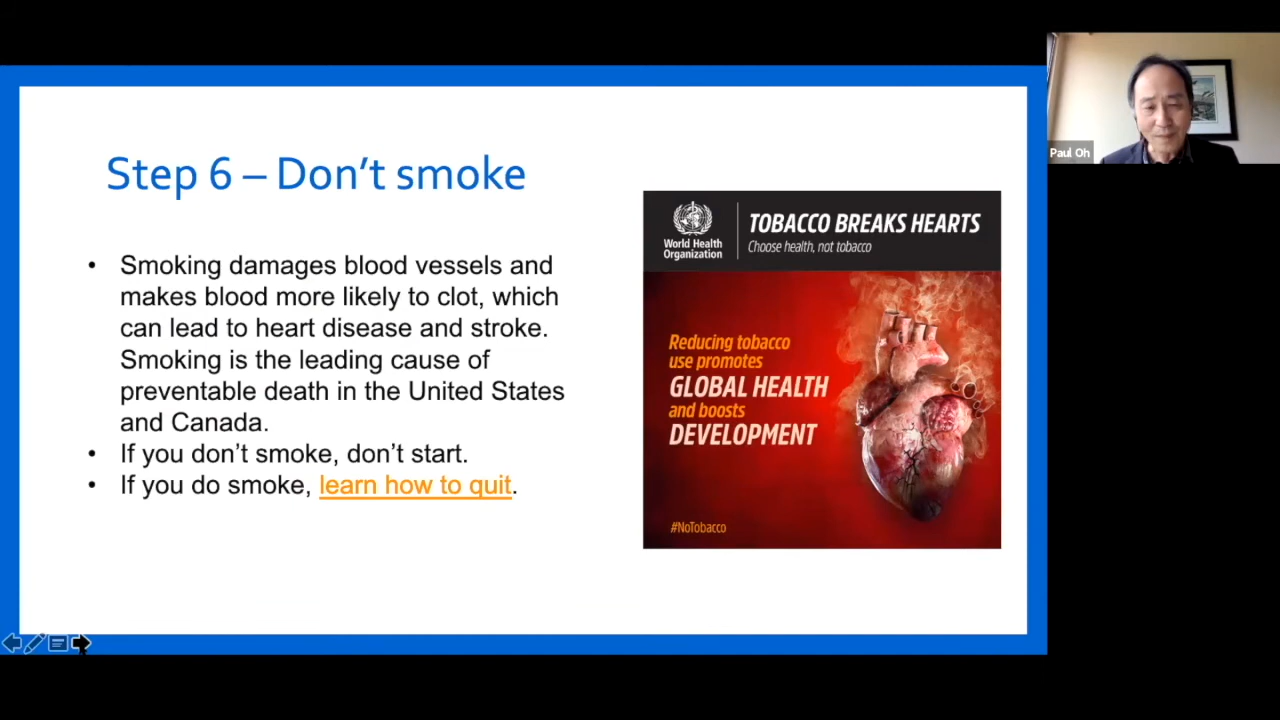 Step 6 – Don’t smoke
• Smoking damages blood vessels and
makes blood more likely to clot, which
can lead to heart disease and stroke.
Smoking is the leading cause of
preventable death in the United States
and Canada.
• If you don’t smoke, don’t start.
• If you do smoke, learn how to quit.
World Health
Organization
TOBACCO BREAKS HEARTS
Choose health, not tobacco
Reducing tobacco
use promotes
GLOBAL HEALTH
and boosts
DEVELOPMENT
#NoTobacco
Paul Oh